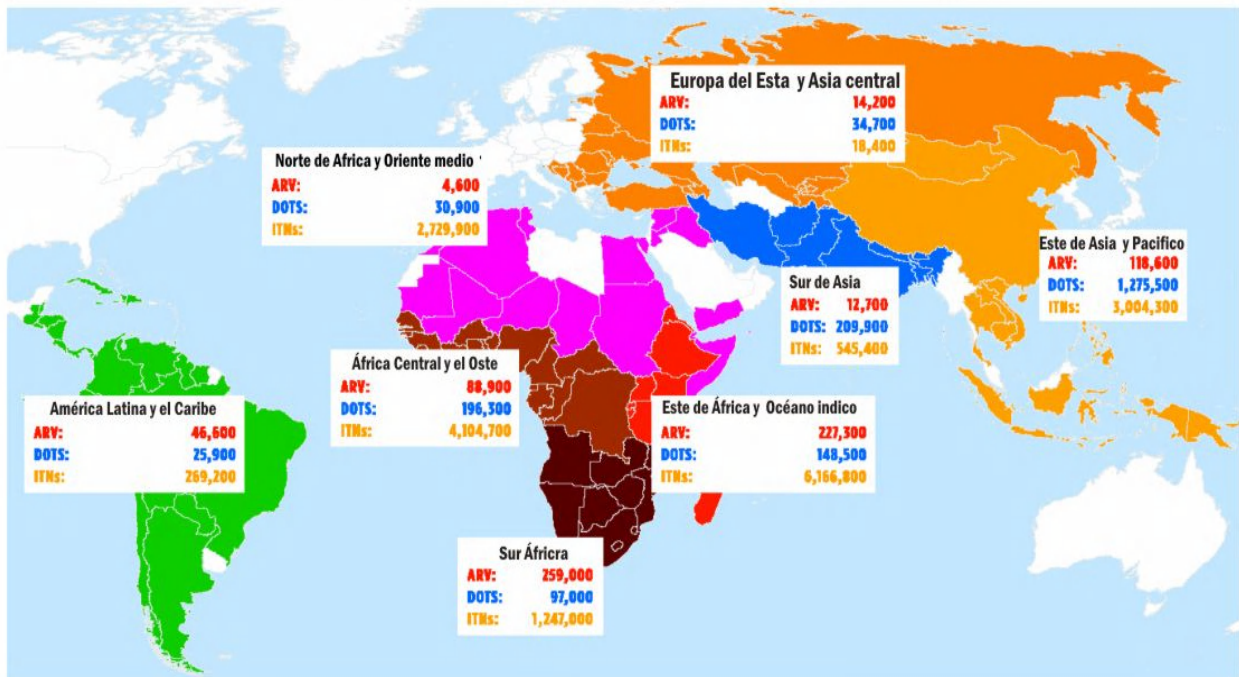 Europa del Esta y Asia central
ARV: 14,200
DOTS: 34,700
ITNs: 18,400
Norte de Africa y Oriente medio '
ARV: 4,600
DOTS: 30,900
ITNs: 2,729,900
Este de Asia y Pacifico
ARV: 118,600
DOTS: 1,275,500
ITNs: 3,004,300
Sur de Asia
ARV: 12,700
DOTS: 209,900
ITNs: 545,400
África Central y el Oste
ARV: 88,900
DOTS: 196,300
ITNs: 4,104,700
América Latina y el Caribe
ARV: 46,600
DOTS: 25,900
ITNs: 269,200
Este de África y Océano indico
ARV: 227,300
DOTS: 148,500
ITNs: 6,166,800
Sur Áfricra
ARV: 259,000
DOTS: 97,000
ITNs: 1,247,000